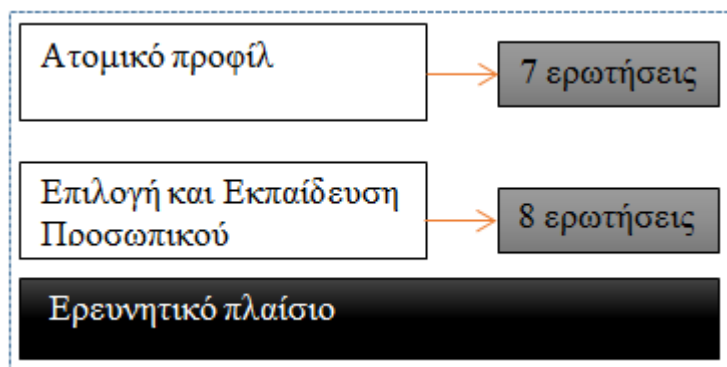 Ατομικό προφίλ
7 ερωτήσεις
Επιλογή και Εκπαίδευση
Προσωπικού
8 ερωτήσεις
Ερευνητικό πλαίσιο